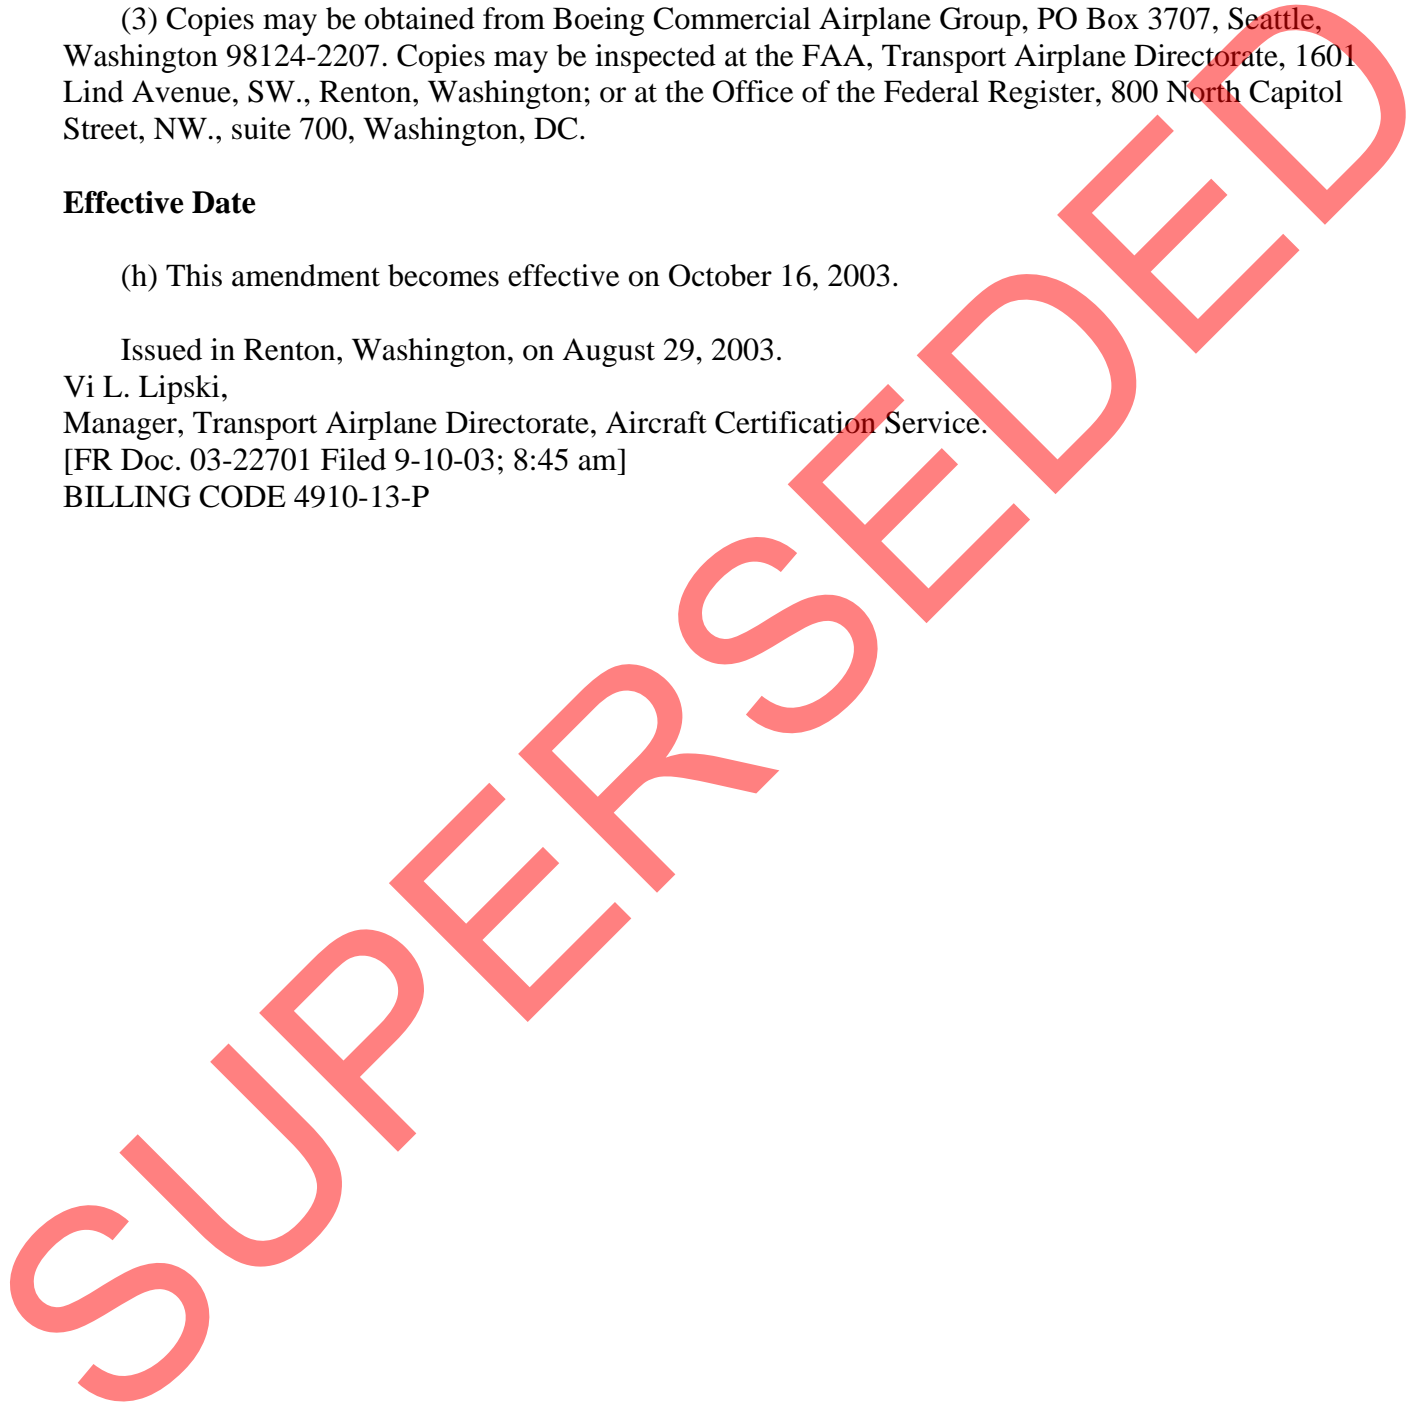 (3) Copies may be obtained from Boeing Commercial Airplane Group, PO Box 3707, Seattle,
Washington 98124-2207. Copies may be inspected at the FAA, Transport Airplane Directorate, 1601
Lind Avenue, SW., Renton, Washington; or at the Office of the Federal Register, 800 North Capitol
Street, NW., suite 700, Washington, DC.
Effective Date
(h) This amendment becomes effective on October 16, 2003.
Issued in Renton, Washington, on August 29, 2003.
Vi L. Lipski,
Manager, Transport Airplane Directorate, Aircraft Certification Service.
[FR Doc. 03-22701 Filed 9-10-03; 8:45 am]
BILLING CODE 4910-13-P
SUPERSEDED